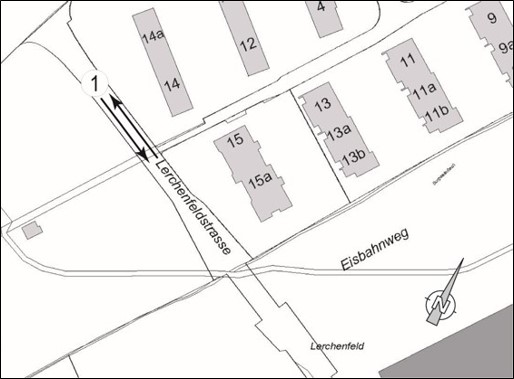 4
9
14a
12
11
9a
14
1
13
11a
15
13a
11b
13b
15a
Lerchenfeldstrasse
Eisbahnweg
N
Lerchenfeld